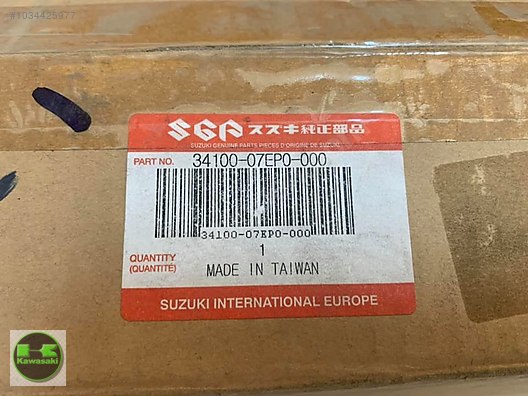 #1034425977
SGP スズキ純正部品
SUZUKI GENUINE PARTS PIECES D'ORIGINE DE SUZUKI
PART NO. 34100-07EP0-000
34100-07EP0-000
QUANTITY 1
(QUANTITÉ) MADE IN TAIWAN
SUZUKI INTERNATIONAL EUROPE
K
Kawasaki